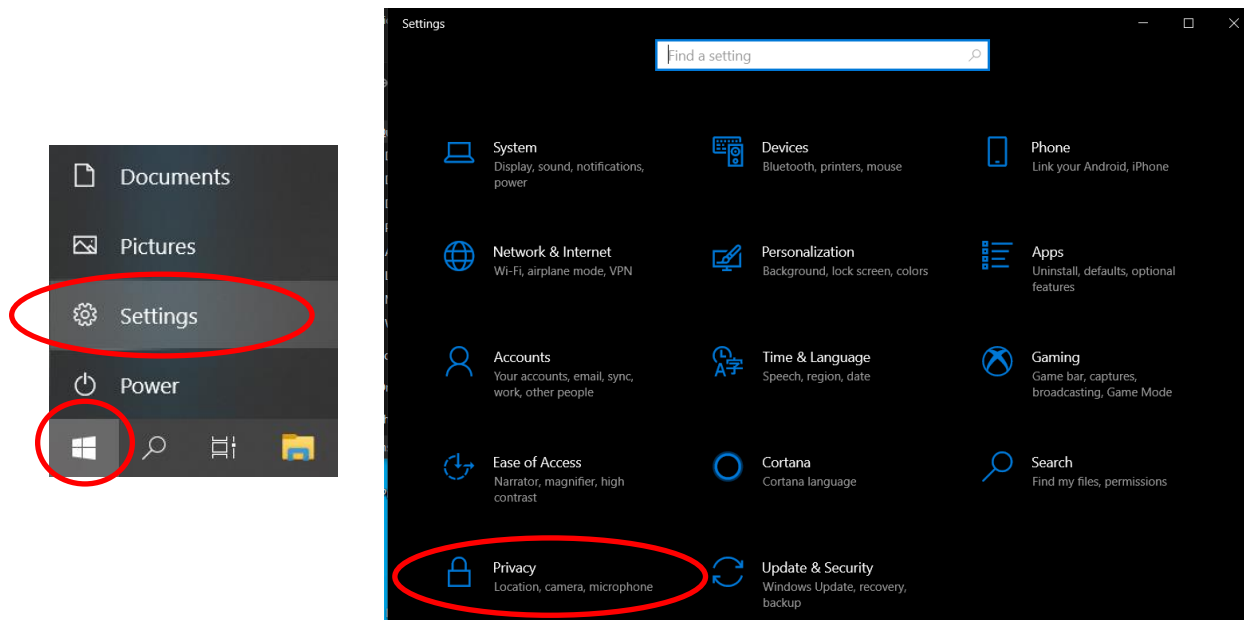 Documents
Pictures
Settings
Power
Settings
Find a setting
System
Display, sound, notifications,
power
Devices
Bluetooth, printers, mouse
Phone
Link your Android, iPhone
Network & Internet
Wi-Fi, airplane mode, VPN
Personalization
Background, lock screen, colors
Apps
Uninstall, defaults, optional
features
Accounts
Your accounts, email, sync,
work, other people
Time & Language
Speech, region, date
Gaming
Game bar, captures,
broadcasting, Game Mode
Ease of Access
Narrator, magnifier, high
contrast
Cortana
Cortana language
Search
Find my files, permissions
Privacy
Location, camera, microphone
Update & Security
Windows Update, recovery,
backup